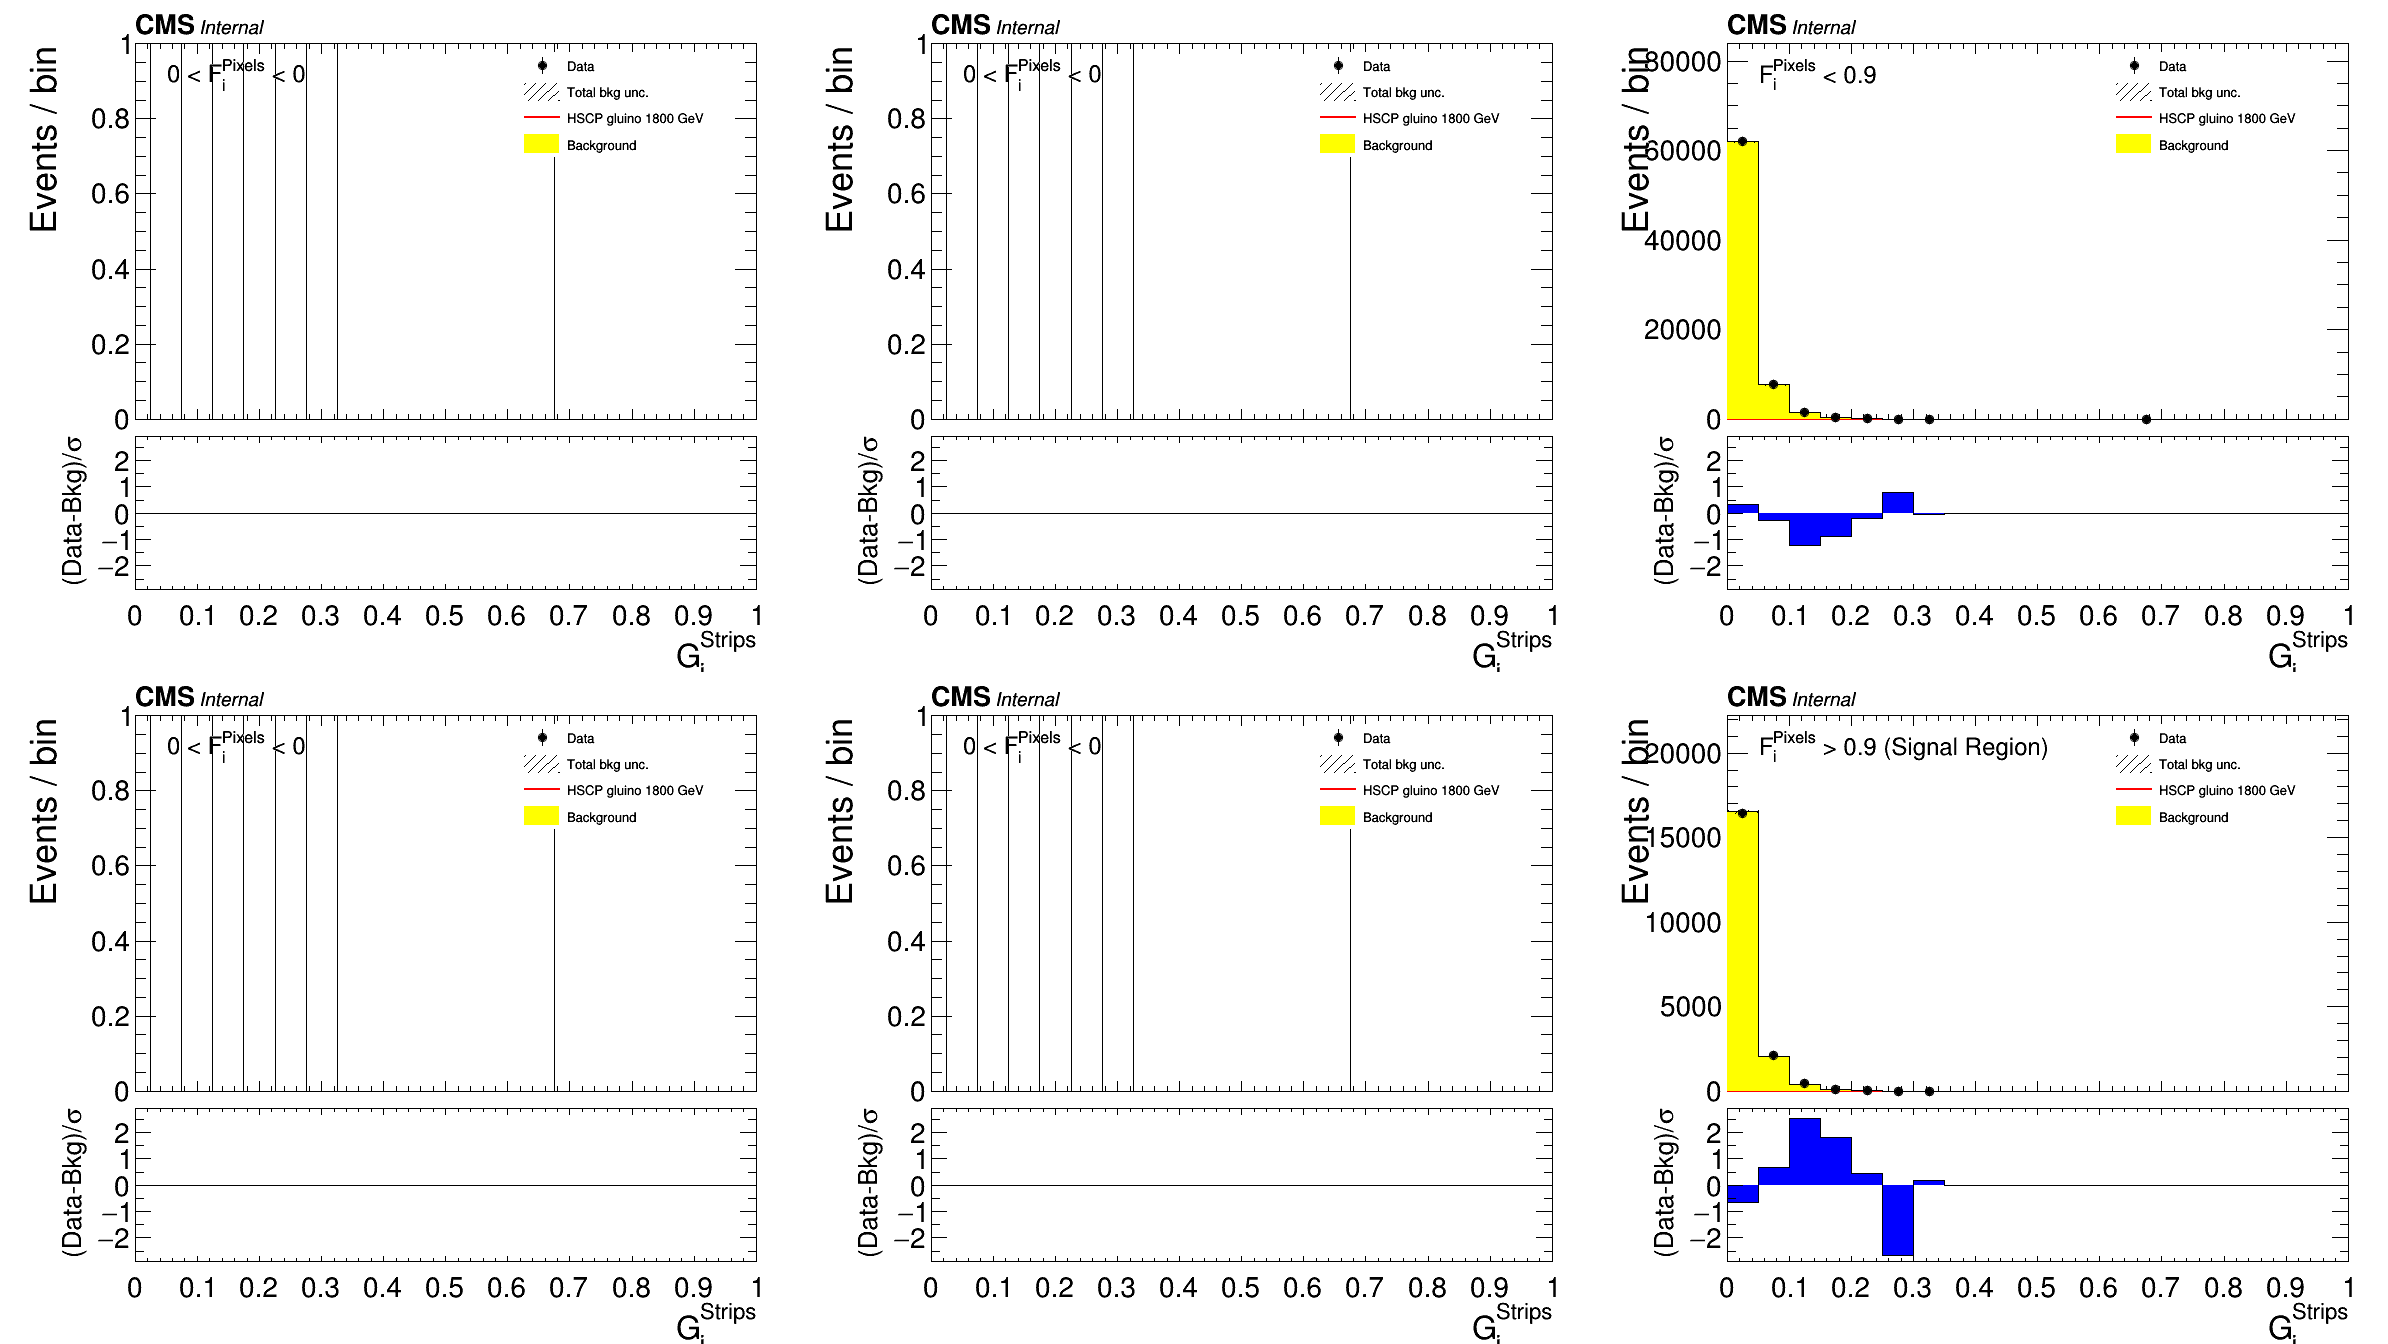 CMS Internal
Events / bin
1
0.8
0.6
0.4
0.2
0
0 < F_i^Pixels < 0
Data
Total bkg unc.
HSCP gluino 1800 GeV
Background
(Data-Bkg)/σ
2
1
0
−1
−2
0 0.1 0.2 0.3 0.4 0.5 0.6 0.7 0.8 0.9 1
G_i^Strips
CMS Internal
Events / bin
1
0.8
0.6
0.4
0.2
0
0 < F_i^Pixels < 0
Data
Total bkg unc.
HSCP gluino 1800 GeV
Background
(Data-Bkg)/σ
2
1
0
−1
−2
0 0.1 0.2 0.3 0.4 0.5 0.6 0.7 0.8 0.9 1
G_i^Strips
CMS Internal
Events / bin
80000
60000
40000
20000
0
F_i^Pixels < 0.9
Data
Total bkg unc.
HSCP gluino 1800 GeV
Background
(Data-Bkg)/σ
2
1
0
−1
−2
0 0.1 0.2 0.3 0.4 0.5 0.6 0.7 0.8 0.9 1
G_i^Strips
CMS Internal
Events / bin
1
0.8
0.6
0.4
0.2
0
0 < F_i^Pixels < 0
Data
Total bkg unc.
HSCP gluino 1800 GeV
Background
(Data-Bkg)/σ
2
1
0
−1
−2
0 0.1 0.2 0.3 0.4 0.5 0.6 0.7 0.8 0.9 1
G_i^Strips
CMS Internal
Events / bin
1
0.8
0.6
0.4
0.2
0
0 < F_i^Pixels < 0
Data
Total bkg unc.
HSCP gluino 1800 GeV
Background
(Data-Bkg)/σ
2
1
0
−1
−2
0 0.1 0.2 0.3 0.4 0.5 0.6 0.7 0.8 0.9 1
G_i^Strips
CMS Internal
Events / bin
20000
15000
10000
5000
0
F_i^Pixels > 0.9 (Signal Region)
Data
Total bkg unc.
HSCP gluino 1800 GeV
Background
(Data-Bkg)/σ
2
1
0
−1
−2
0 0.1 0.2 0.3 0.4 0.5 0.6 0.7 0.8 0.9 1
G_i^Strips